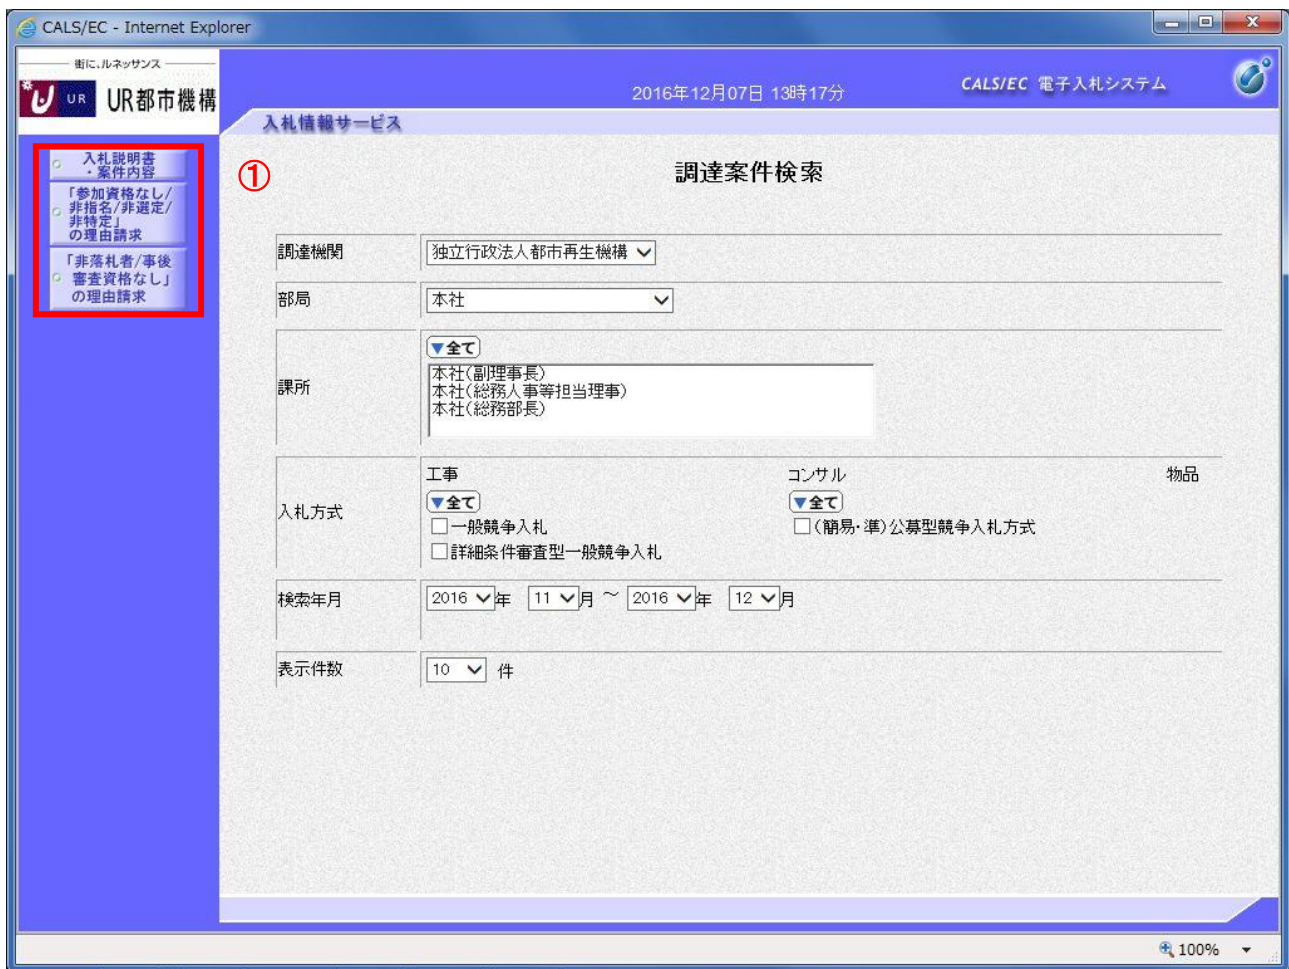 CALS/EC - Internet Explorer
街に、ルネッサンス
UR
UR都市機構
2016年12月07日 13時17分
CALS/EC 電子入札システム
入札情報サービス
入札説明書
・案件内容
「参加資格なし/
非指名/非選定/
非特定」
の理由請求
「非落札者/事後
審査資格なし」
の理由請求
①
調達案件検索
調達機関
独立行政法人都市再生機構
部局
本社
課所
▼全て
本社(副理事長)
本社(総務人事等担当理事)
本社(総務部長)
入札方式
工事 コンサル 物品
▼全て ▼全て
一般競争入札 (簡易・準)公募型競争入札方式
詳細条件審査型一般競争入札
検索年月
2016 年 11 月 ～ 2016 年 12 月
表示件数
10 件
100%